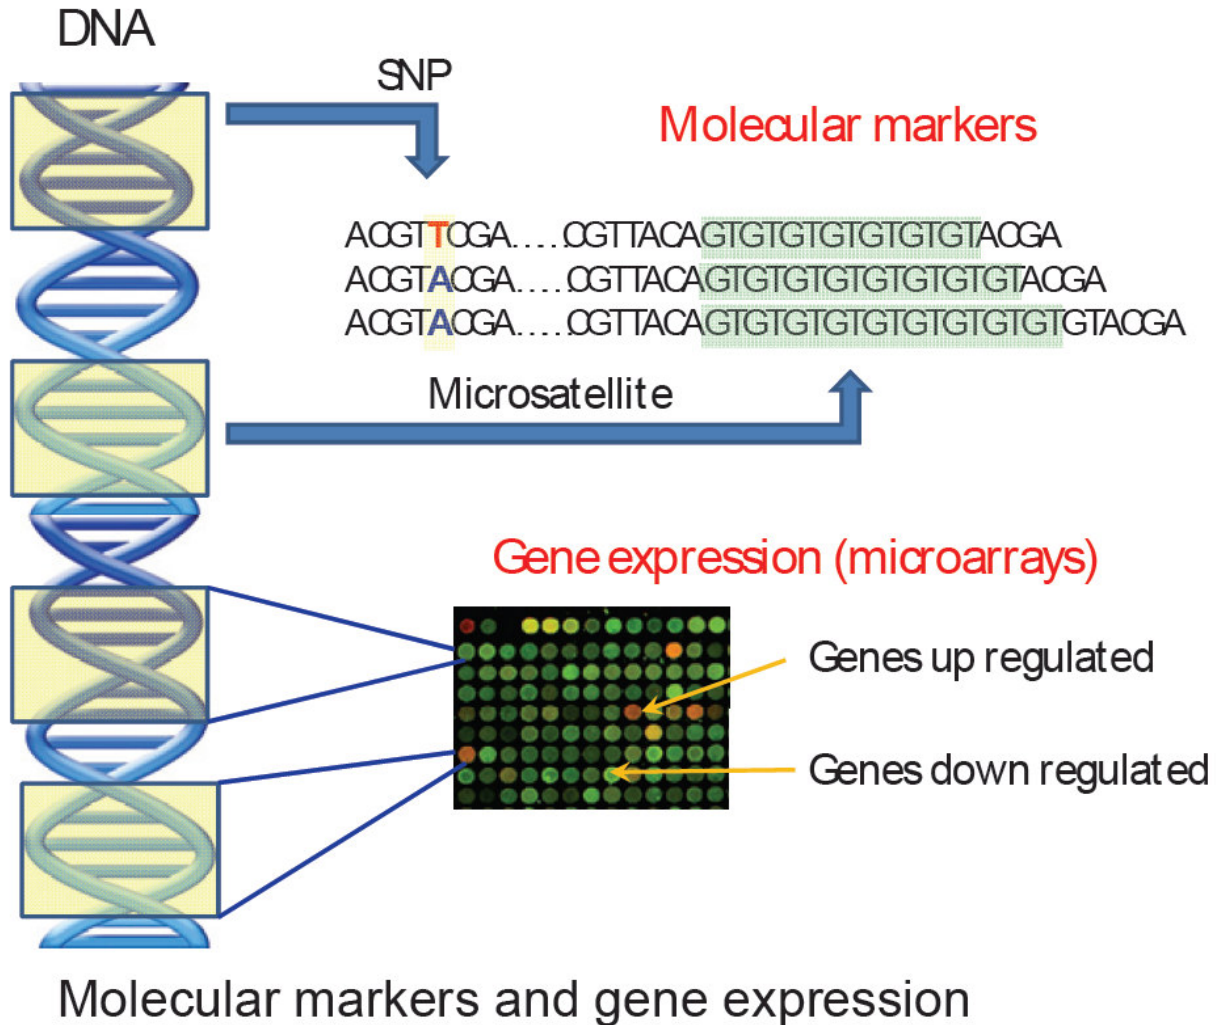 DNA
SNP
Molecular markers
ACGTTCGA.....CGTTACAGTGTGTGTGTGTGTACGA
ACGTACGA.....CGTTACAGTGTGTGTGTGTGTGTACGA
ACGTACGA.....CGTTACAGTGTGTGTGTGTGTGTGTGTACGA
Microsatellite
Gene expression (microarrays)
Genes up regulated
Genes down regulated
Molecular markers and gene expression